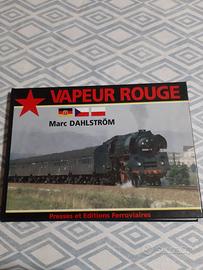 VAPEUR ROUGE
Marc DAHLSTRÖM
Presses et Editions Ferroviaires